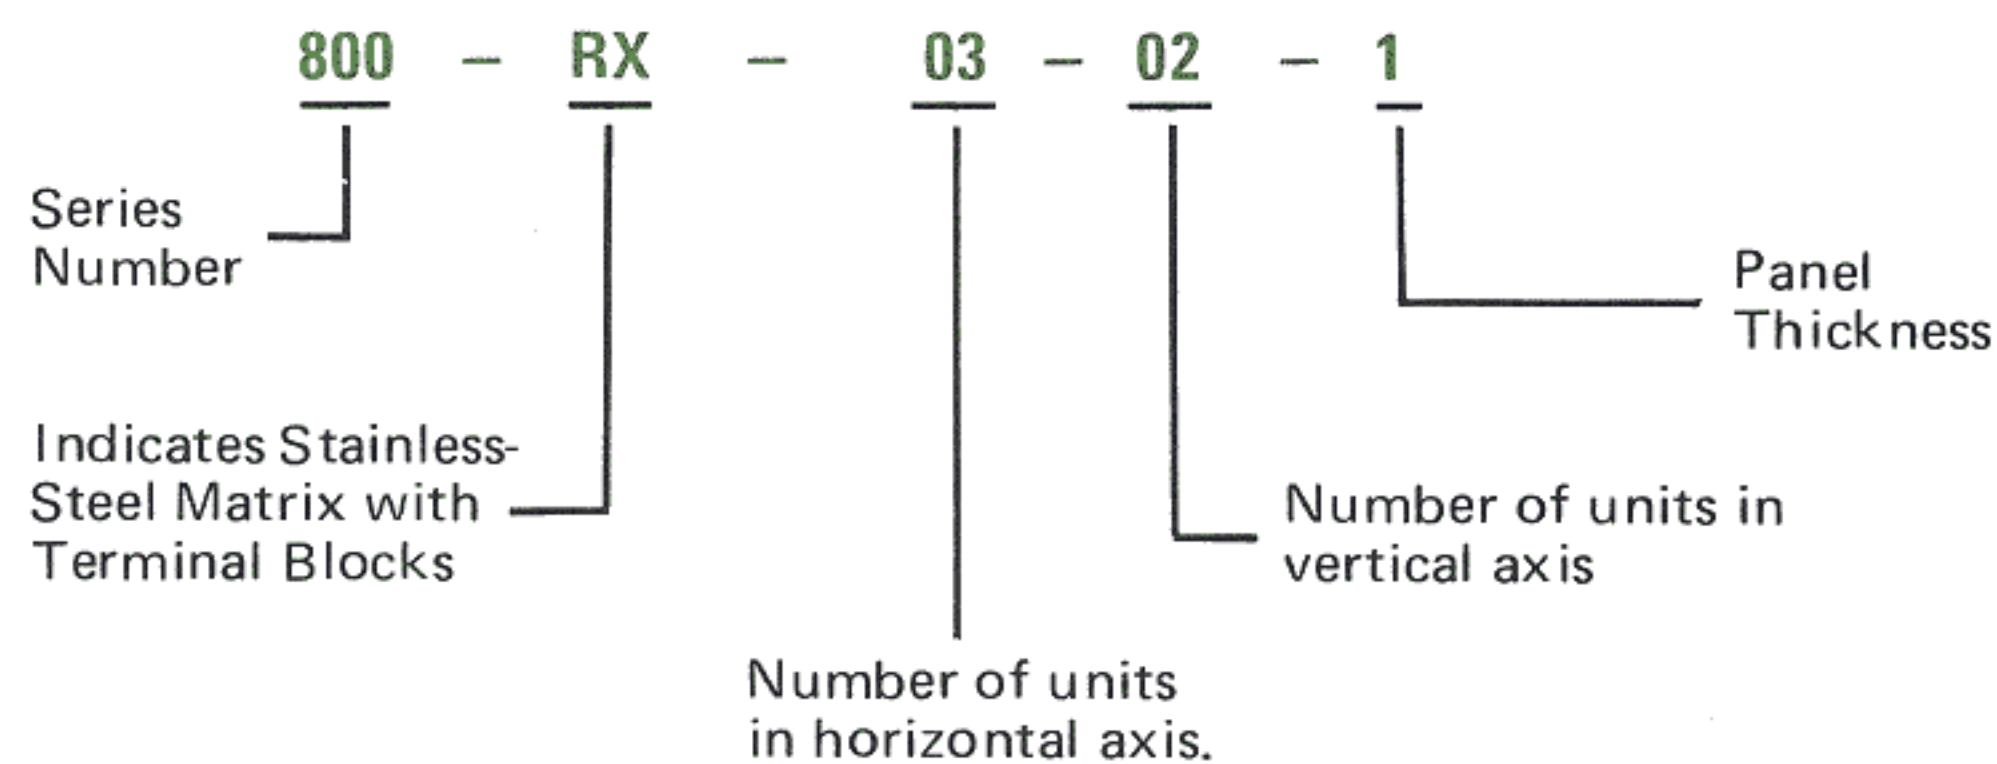 800 – RX – 03 – 02 – 1
Series
Number
Panel
Thickness
Indicates Stainless-
Steel Matrix with
Terminal Blocks
Number of units in
vertical axis
Number of units
in horizontal axis.